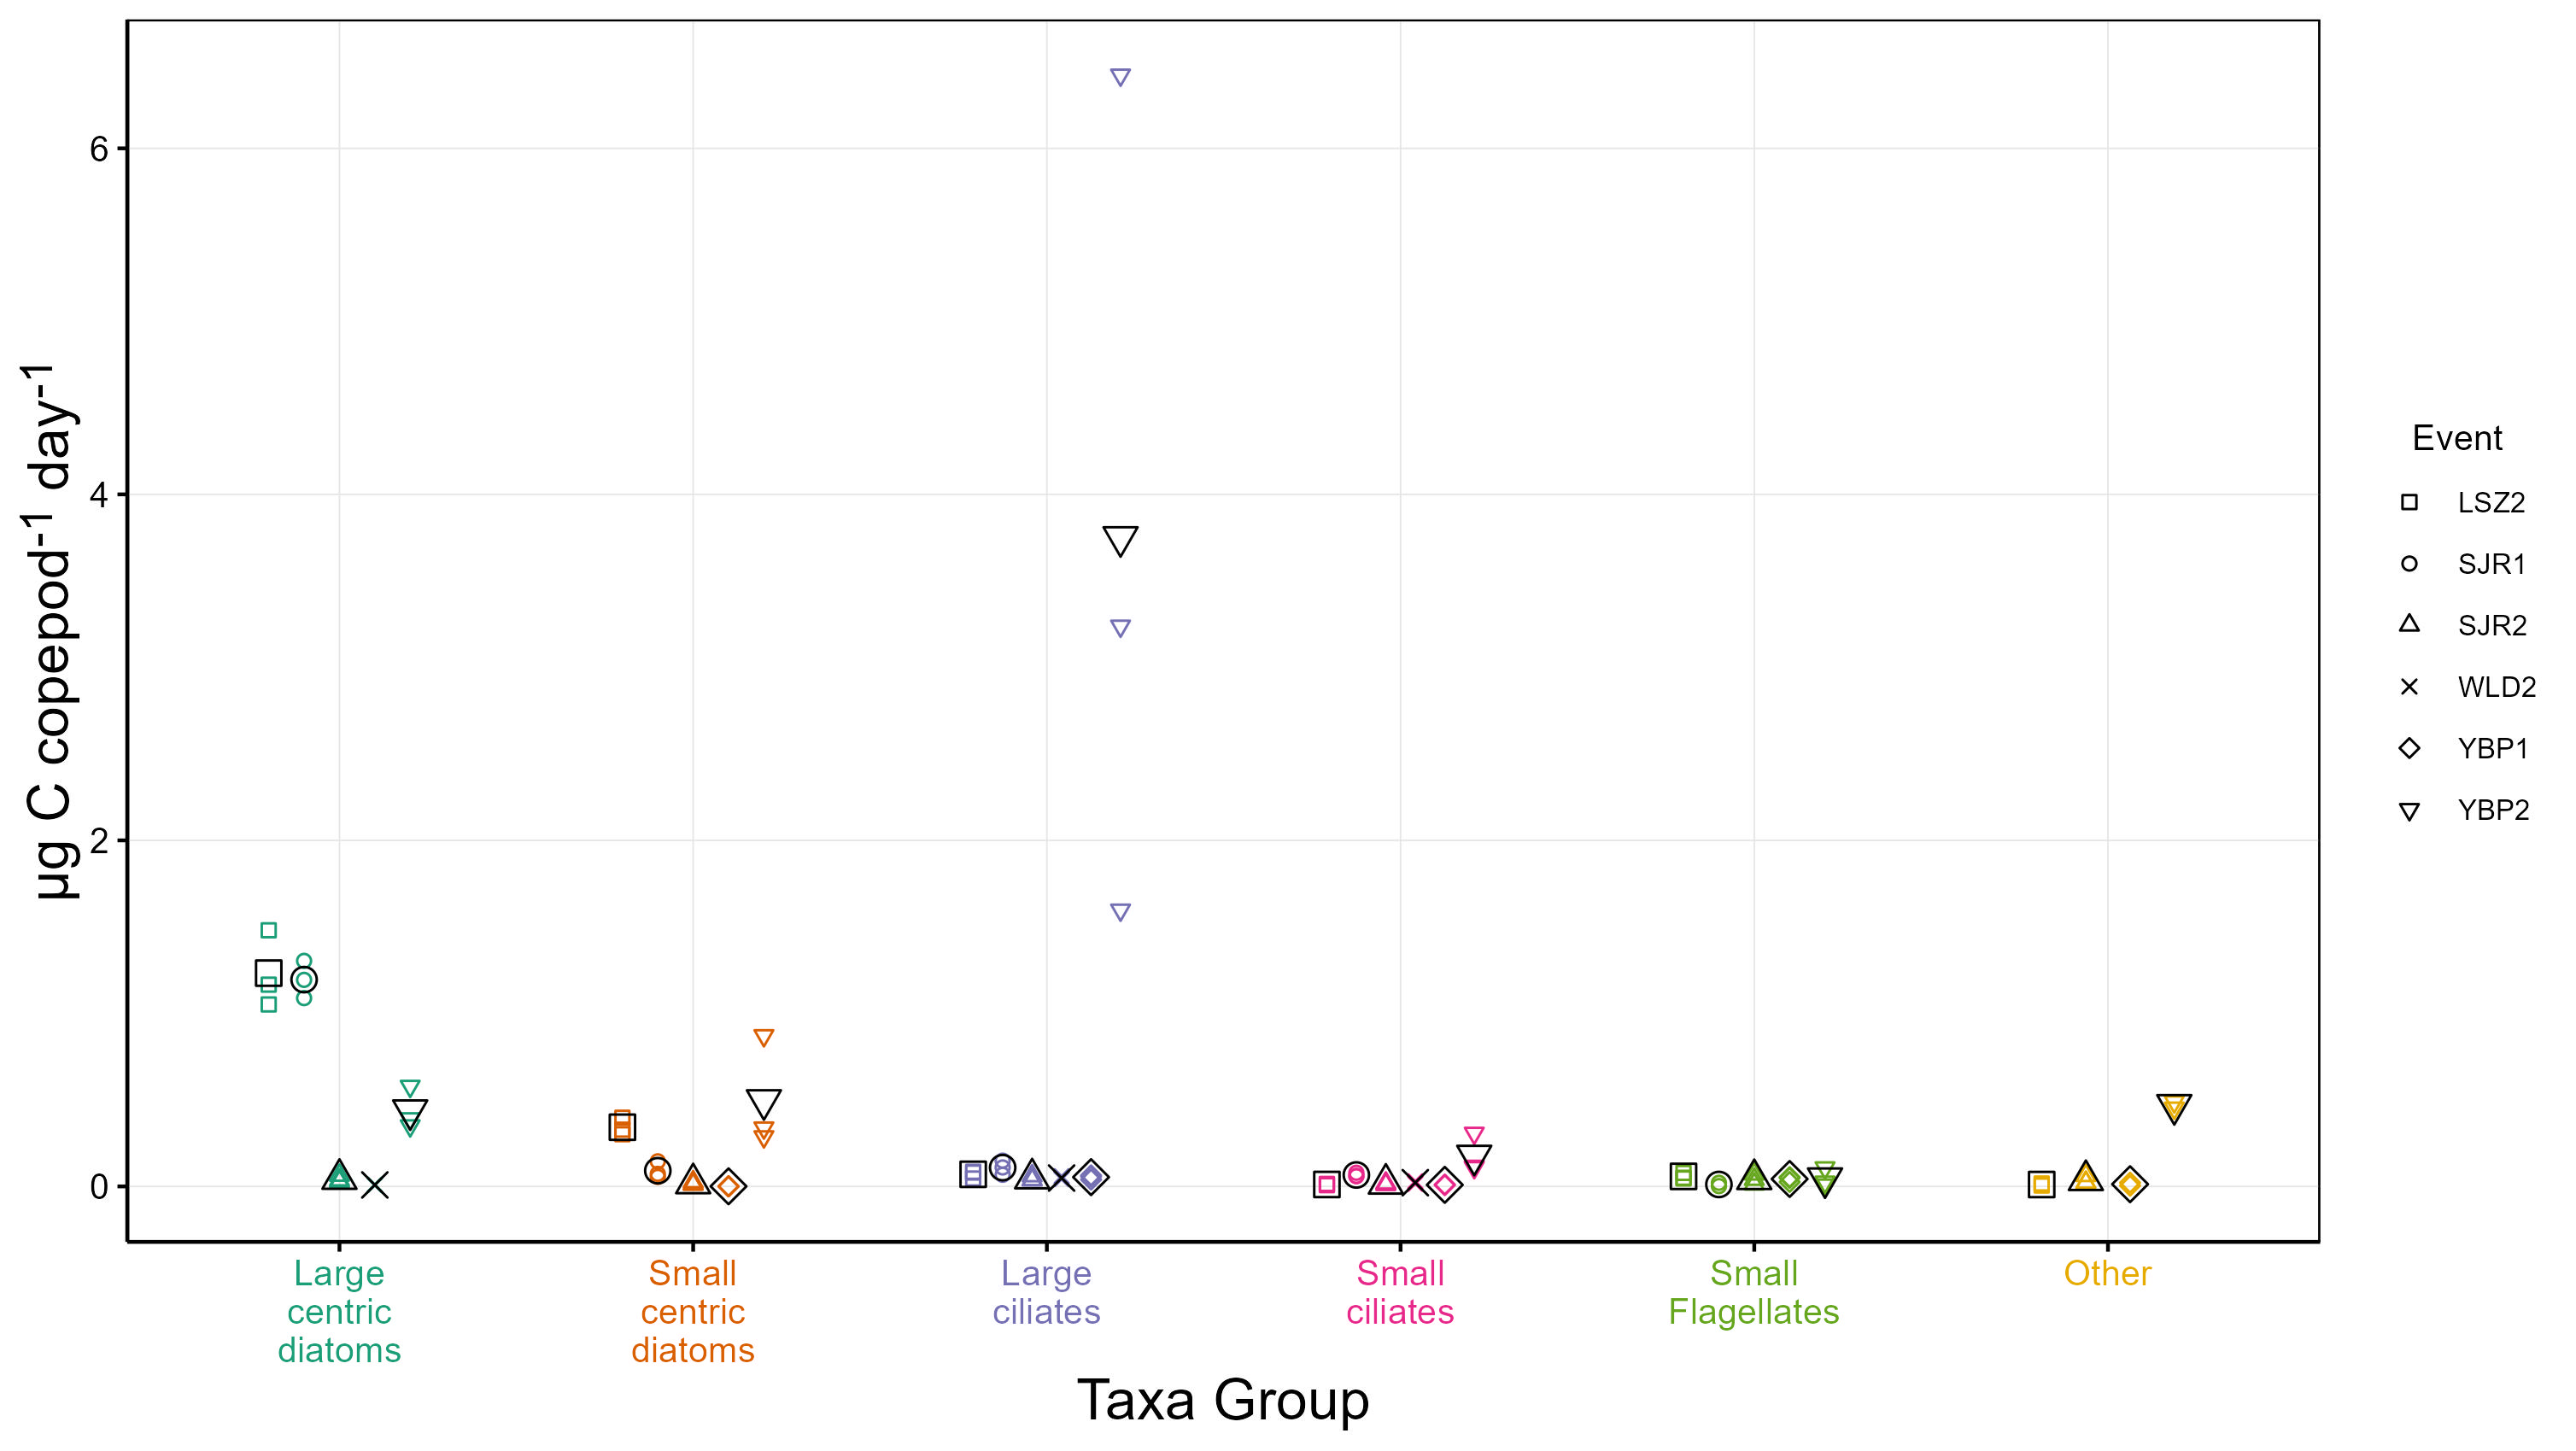 6
4
2
0
µg C copepod⁻¹ day⁻¹
Large
centric
diatoms
Small
centric
diatoms
Large
ciliates
Small
ciliates
Small
Flagellates
Other
Taxa Group
Event
LSZ2
SJR1
SJR2
WLD2
YBP1
YBP2